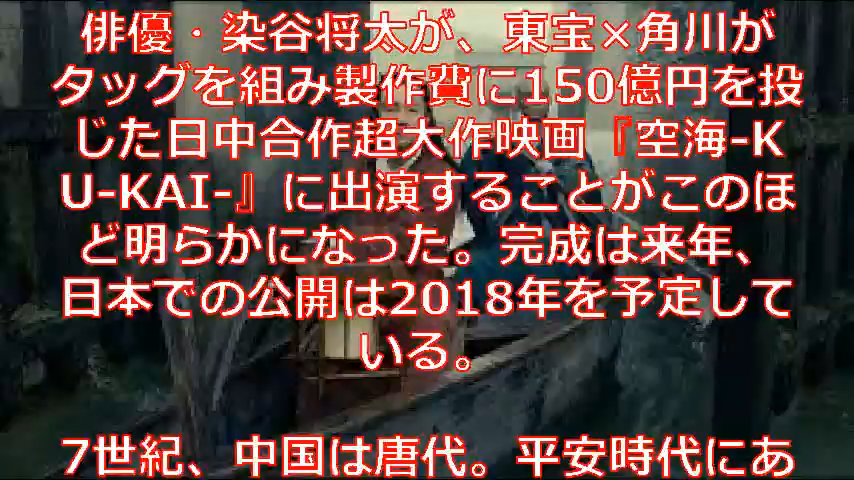 俳優・染谷将太が、東宝×角川が
タッグを組み製作費に150億円を投
じた日中合作超大作映画『空海-K
U-KAI-』に出演することがこのほ
ど明らかになった。完成は来年、
日本での公開は2018年を予定して
いる。
7世紀、中国は唐代。平安時代にあ